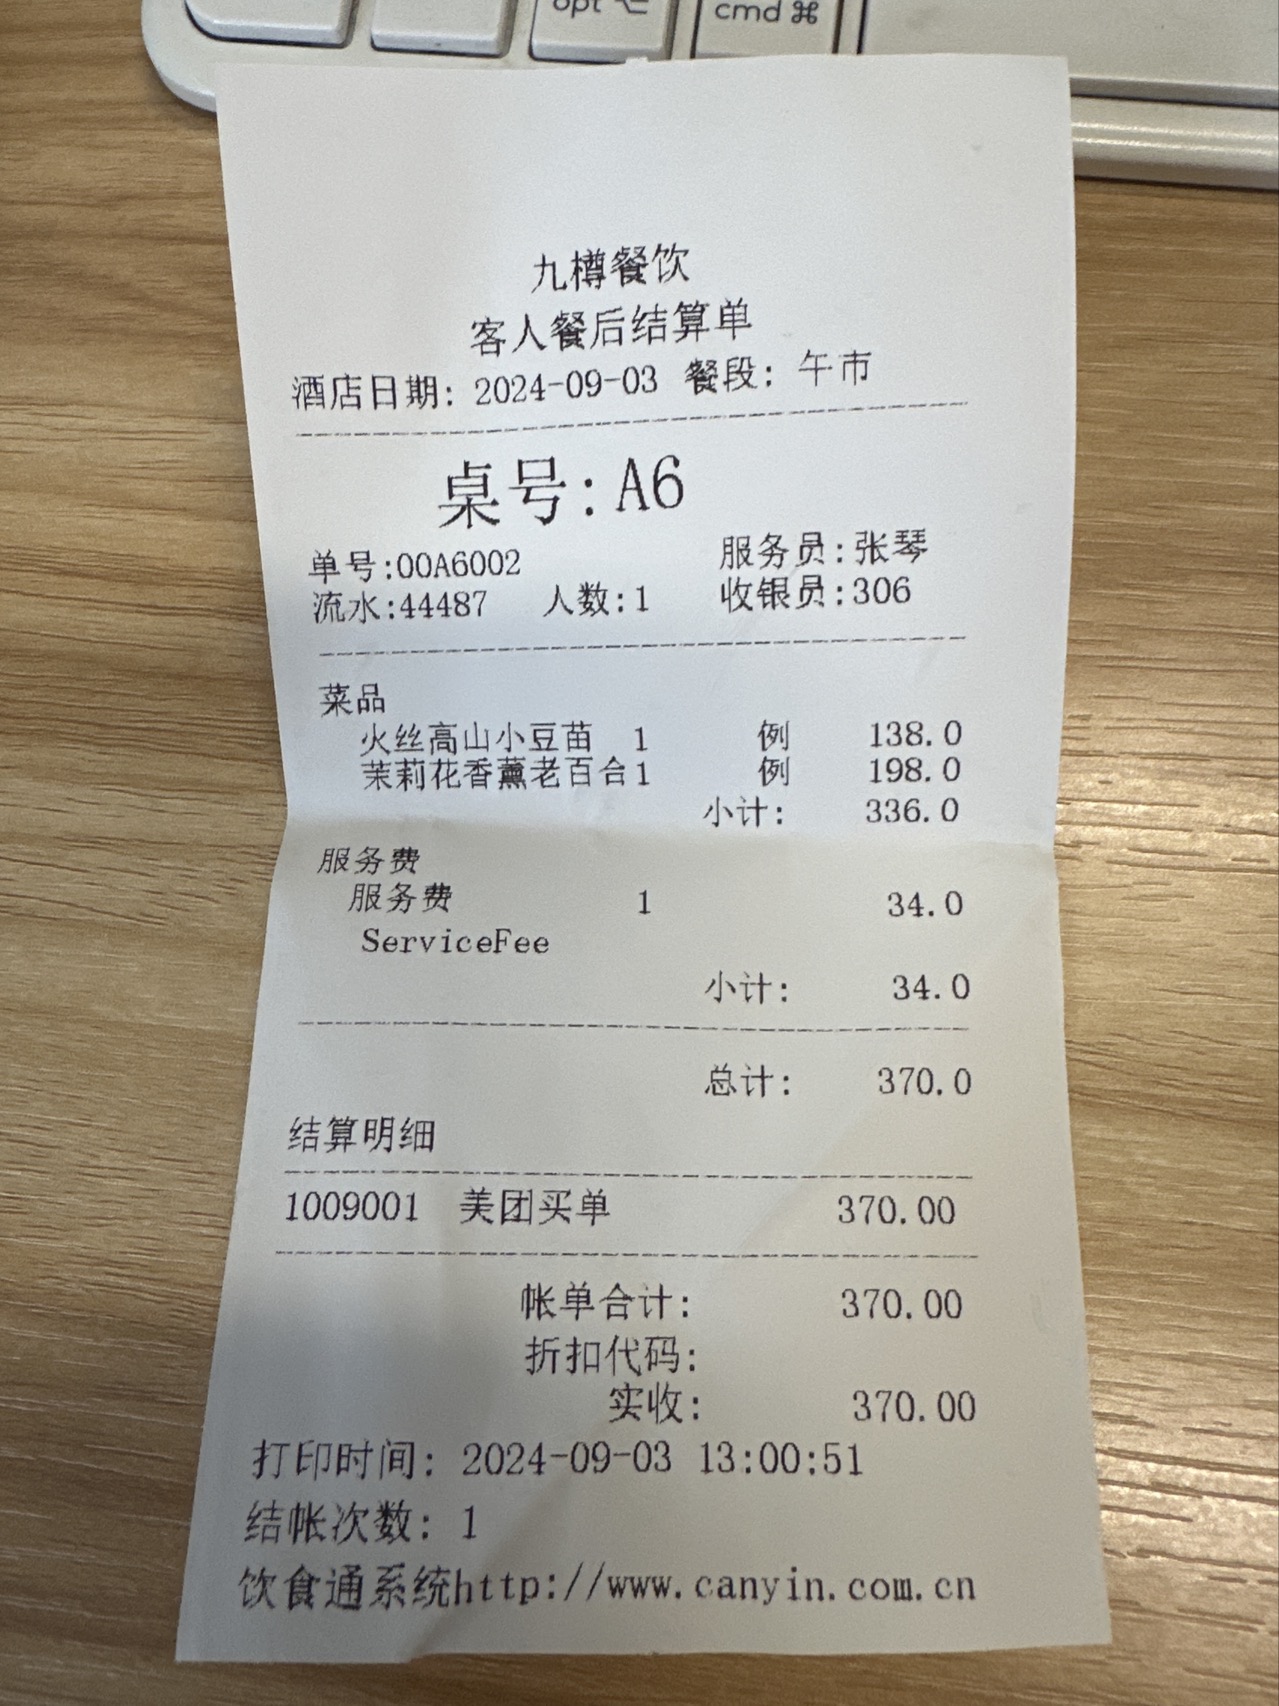 opt ⌥
cmd ⌘
九樽餐饮
客人餐后结算单
酒店日期: 2024-09-03 餐段: 午市
桌号:A6
单号:00A6002 服务员:张琴
流水:44487 人数:1 收银员:306
菜品
火丝高山小豆苗 1 例 138.0
茉莉花香薰老百合1 例 198.0
小计: 336.0
服务费
服务费 1 34.0
ServiceFee
小计: 34.0
总计: 370.0
结算明细
1009001 美团买单 370.00
帐单合计: 370.00
折扣代码:
实收: 370.00
打印时间: 2024-09-03 13:00:51
结帐次数: 1
饮食通系统http://www.canyin.com.cn